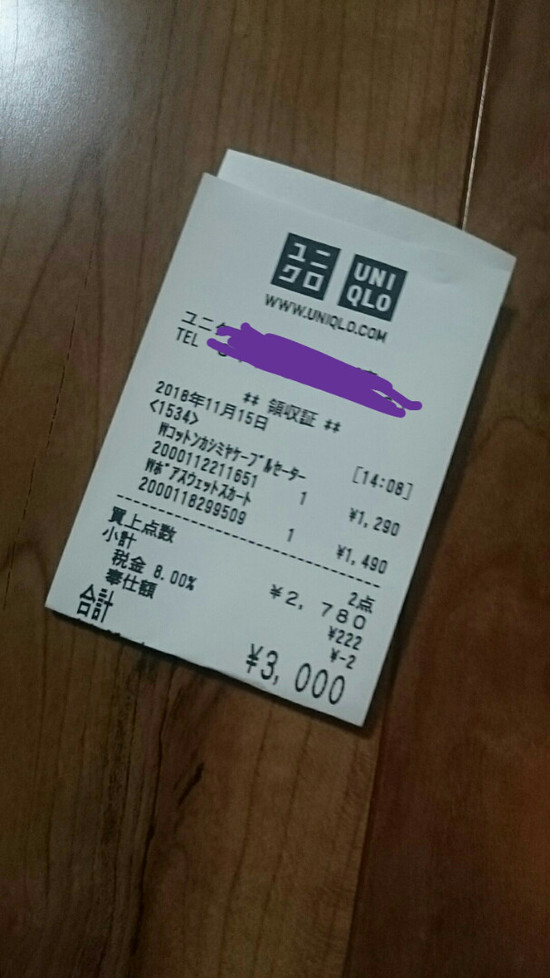 ユニ
クロ
UNI
QLO
WWW.UNIQLO.COM
ユニ
TEL
## 領収証 ##
2018年11月15日 [14:08]
<1534>
Wコットンカシミヤケーブルセーター
2000112211651 1 ¥1,290
Wボアスウェットスカート
2000118299509 1 ¥1,490
買上点数 2点
小計 ¥2,780
税金 8.00% ¥222
奉仕額 ¥-2
合計 ¥3,000